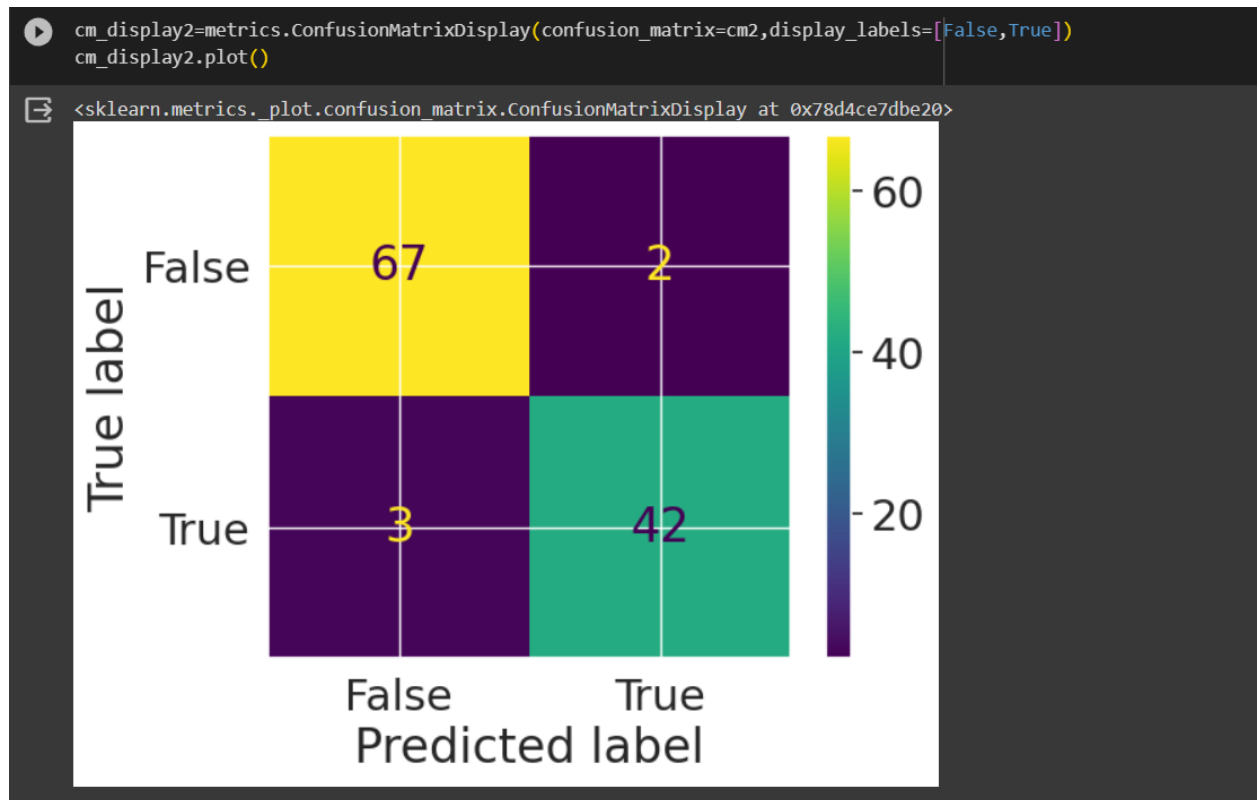 cm_display2=metrics.ConfusionMatrixDisplay(confusion_matrix=cm2,display_labels=[False,True])
cm_display2.plot()
<sklearn.metrics._plot.confusion_matrix.ConfusionMatrixDisplay at 0x78d4ce7dbe20>
60
False 67 2
40
True label
True 3 42
20
False True
Predicted label